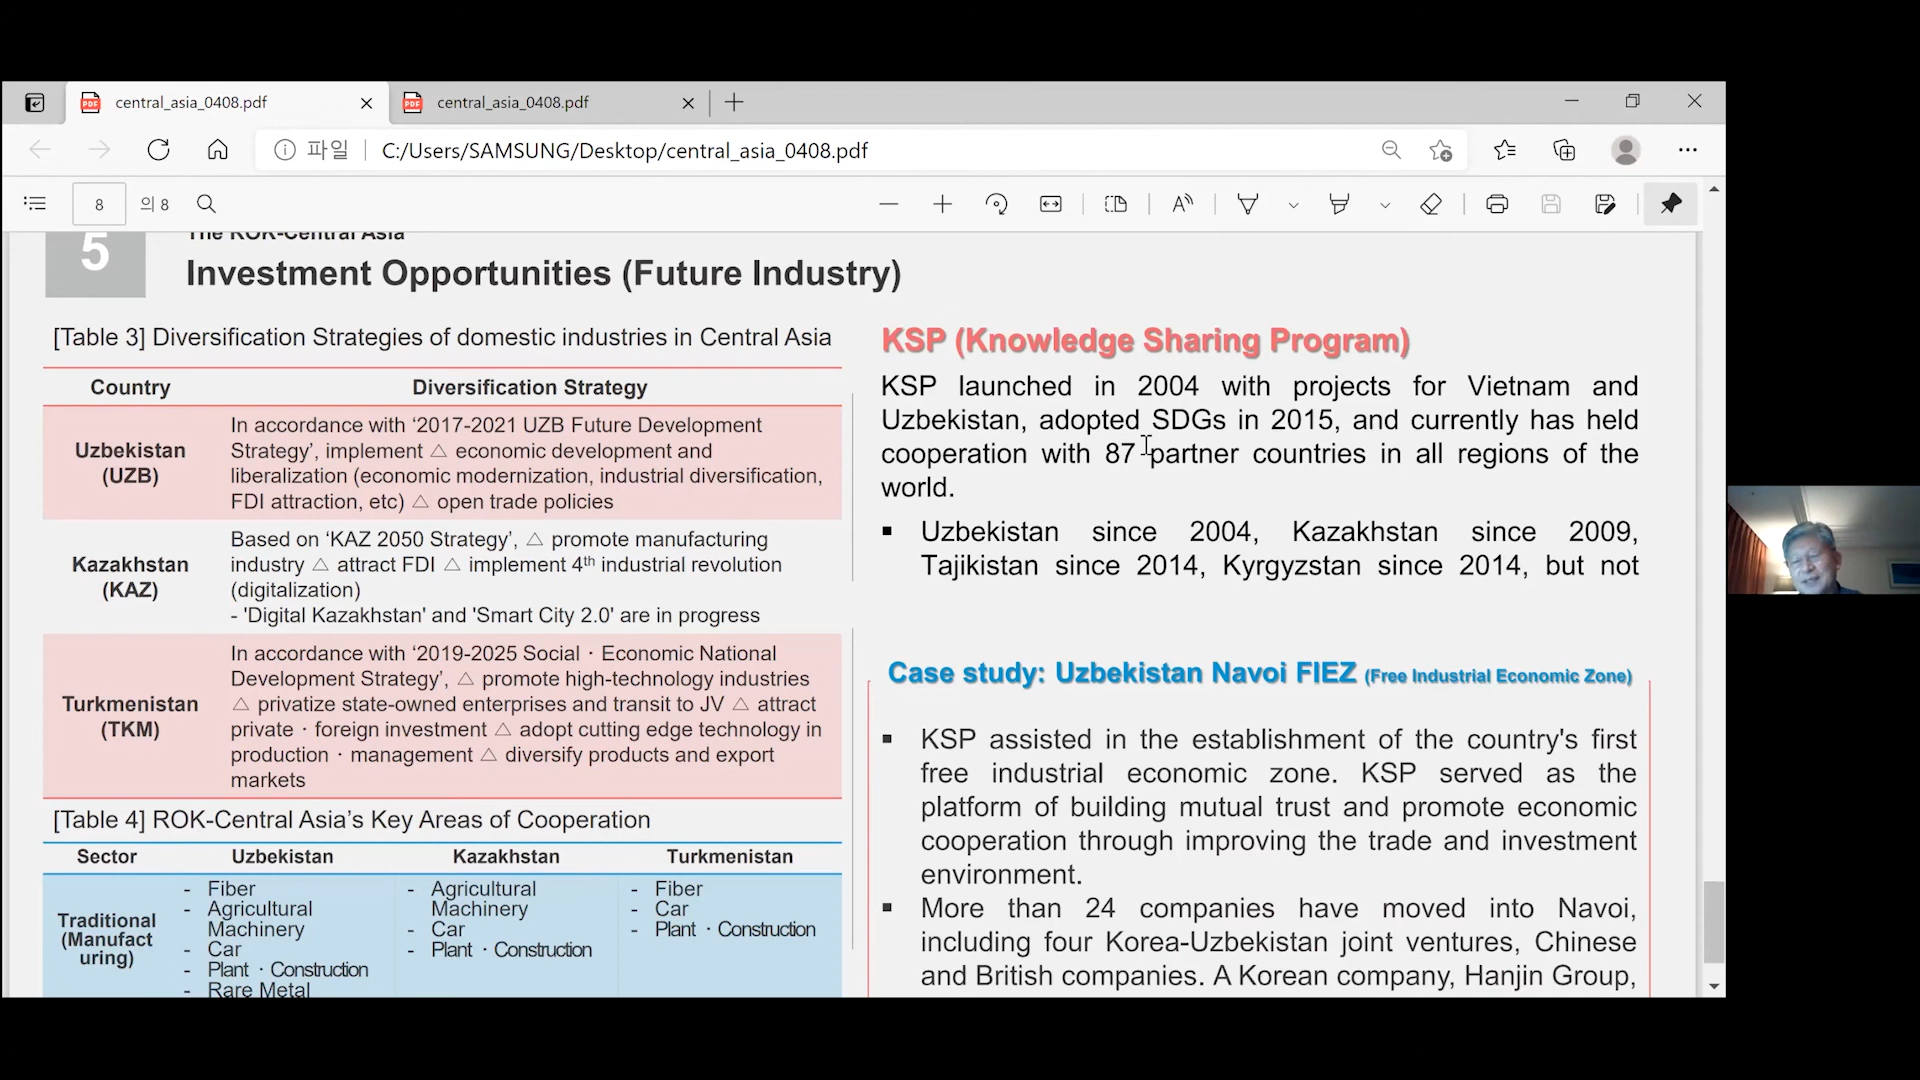 central_asia_0408.pdf
central_asia_0408.pdf
파일
C:/Users/SAMSUNG/Desktop/central_asia_0408.pdf
8
의 8
5
The ROK-Central Asia
Investment Opportunities (Future Industry)
[Table 3] Diversification Strategies of domestic industries in Central Asia
Country Diversification Strategy
Uzbekistan
(UZB)
In accordance with ‘2017-2021 UZB Future Development
Strategy’, implement △ economic development and
liberalization (economic modernization, industrial diversification,
FDI attraction, etc) △ open trade policies
Kazakhstan
(KAZ)
Based on ‘KAZ 2050 Strategy’, △ promote manufacturing
industry △ attract FDI △ implement 4th industrial revolution
(digitalization)
- 'Digital Kazakhstan' and 'Smart City 2.0' are in progress
Turkmenistan
(TKM)
In accordance with ‘2019-2025 Social · Economic National
Development Strategy’, △ promote high-technology industries
△ privatize state-owned enterprises and transit to JV △ attract
private · foreign investment △ adopt cutting edge technology in
production · management △ diversify products and export
markets
[Table 4] ROK-Central Asia’s Key Areas of Cooperation
Sector Uzbekistan Kazakhstan Turkmenistan
Traditional
(Manufact
uring)
- Fiber
- Agricultural
Machinery
- Car
- Plant · Construction
- Rare Metal
- Agricultural
Machinery
- Car
- Plant · Construction
- Fiber
- Car
- Plant · Construction
KSP (Knowledge Sharing Program)
KSP launched in 2004 with projects for Vietnam and
Uzbekistan, adopted SDGs in 2015, and currently has held
cooperation with 87 partner countries in all regions of the
world.
▪ Uzbekistan since 2004, Kazakhstan since 2009,
Tajikistan since 2014, Kyrgyzstan since 2014, but not
Case study: Uzbekistan Navoi FIEZ (Free Industrial Economic Zone)
▪ KSP assisted in the establishment of the country's first
free industrial economic zone. KSP served as the
platform of building mutual trust and promote economic
cooperation through improving the trade and investment
environment.
▪ More than 24 companies have moved into Navoi,
including four Korea-Uzbekistan joint ventures, Chinese
and British companies. A Korean company, Hanjin Group,